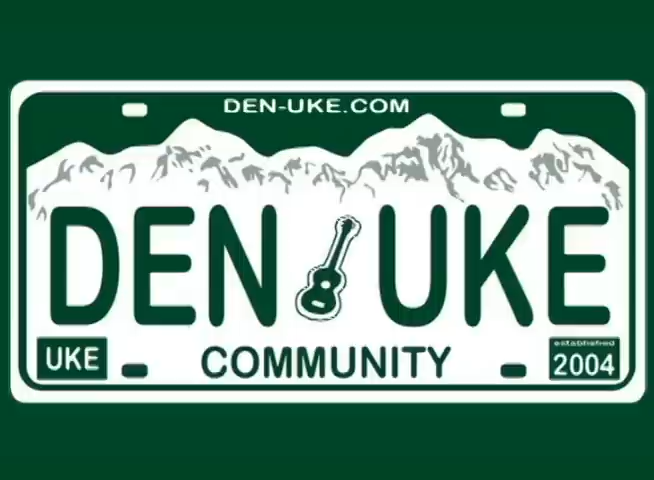 DEN-UKE.COM
DEN UKE
UKE
COMMUNITY
established
2004